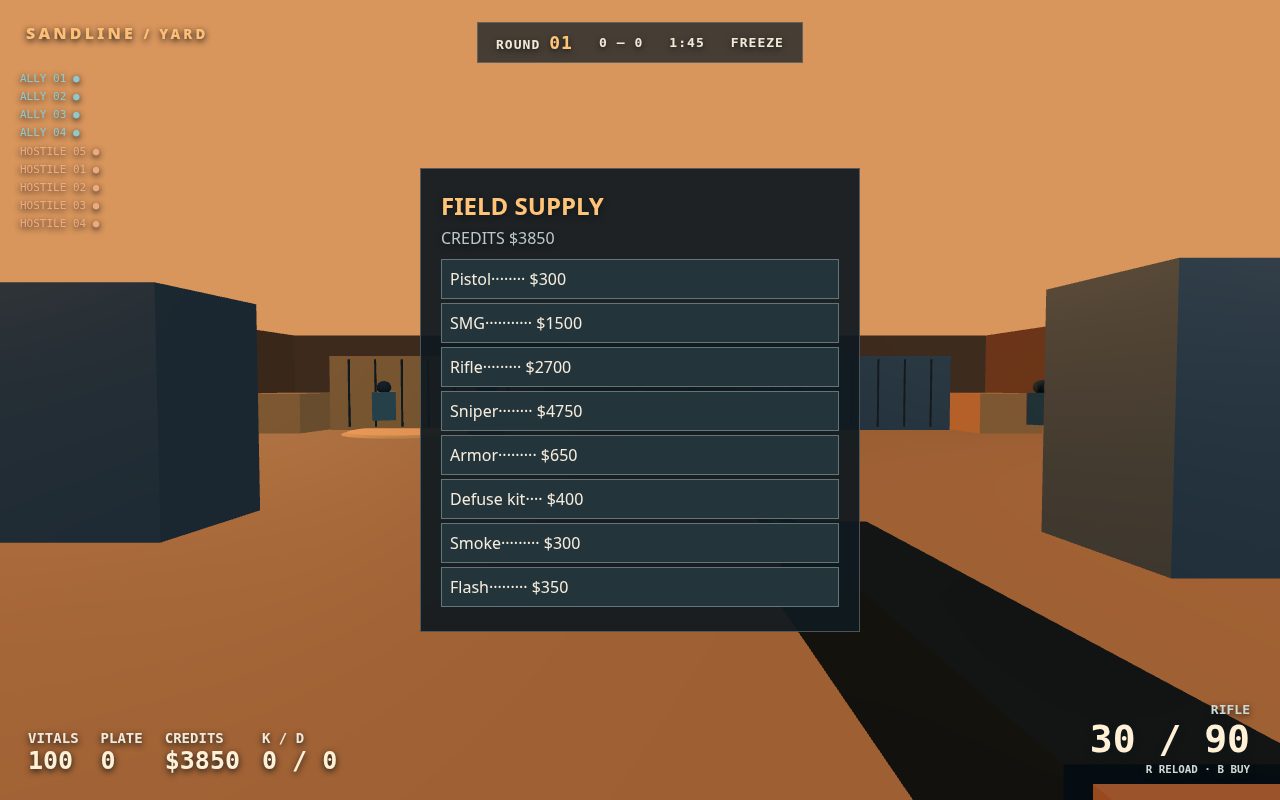 SANDLINE / YARD
ROUND 01 0 — 0 1:45 FREEZE
ALLY 01 ●
ALLY 02 ●
ALLY 03 ●
ALLY 04 ●
HOSTILE 05 ●
HOSTILE 01 ●
HOSTILE 02 ●
HOSTILE 03 ●
HOSTILE 04 ●
FIELD SUPPLY
CREDITS $3850
Pistol········ $300
SMG··········· $1500
Rifle········· $2700
Sniper········ $4750
Armor········· $650
Defuse kit···· $400
Smoke········· $300
Flash········· $350
VITALS PLATE CREDITS K / D
100 0 $3850 0 / 0
RIFLE
30 / 90
R RELOAD · B BUY